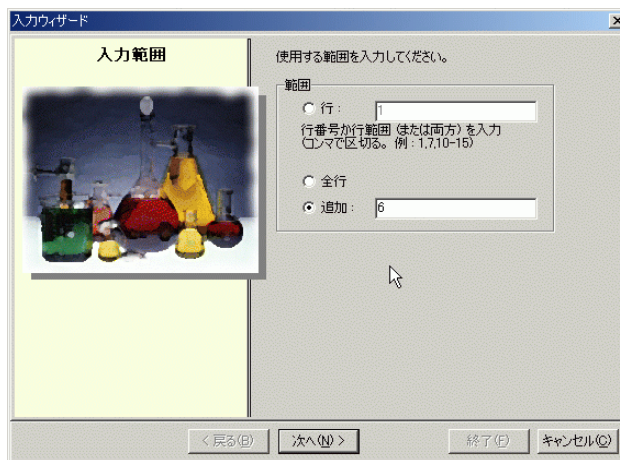 入力ウィザード
入力範囲
使用する範囲を入力してください。
範囲
行： 1
行番号か行範囲（または両方）を入力
（コンマで区切る。例：1,7,10-15）
全行
追加： 6
< 戻る(B)
次へ(N) >
終了(F)
キャンセル(C)